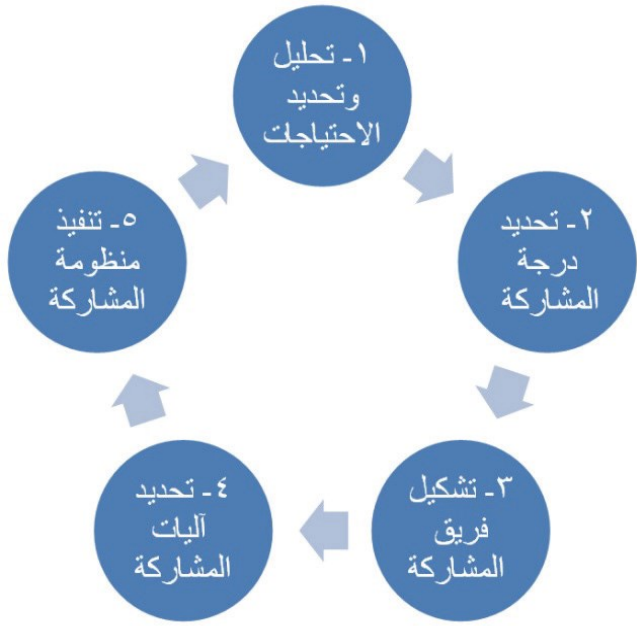 ١- تحليل
وتحديد
الاحتياجات
٢- تحديد
درجة
المشاركة
٣- تشكيل
فريق
المشاركة
٤- تحديد
آليات
المشاركة
٥- تنفيذ
منظومة
المشاركة